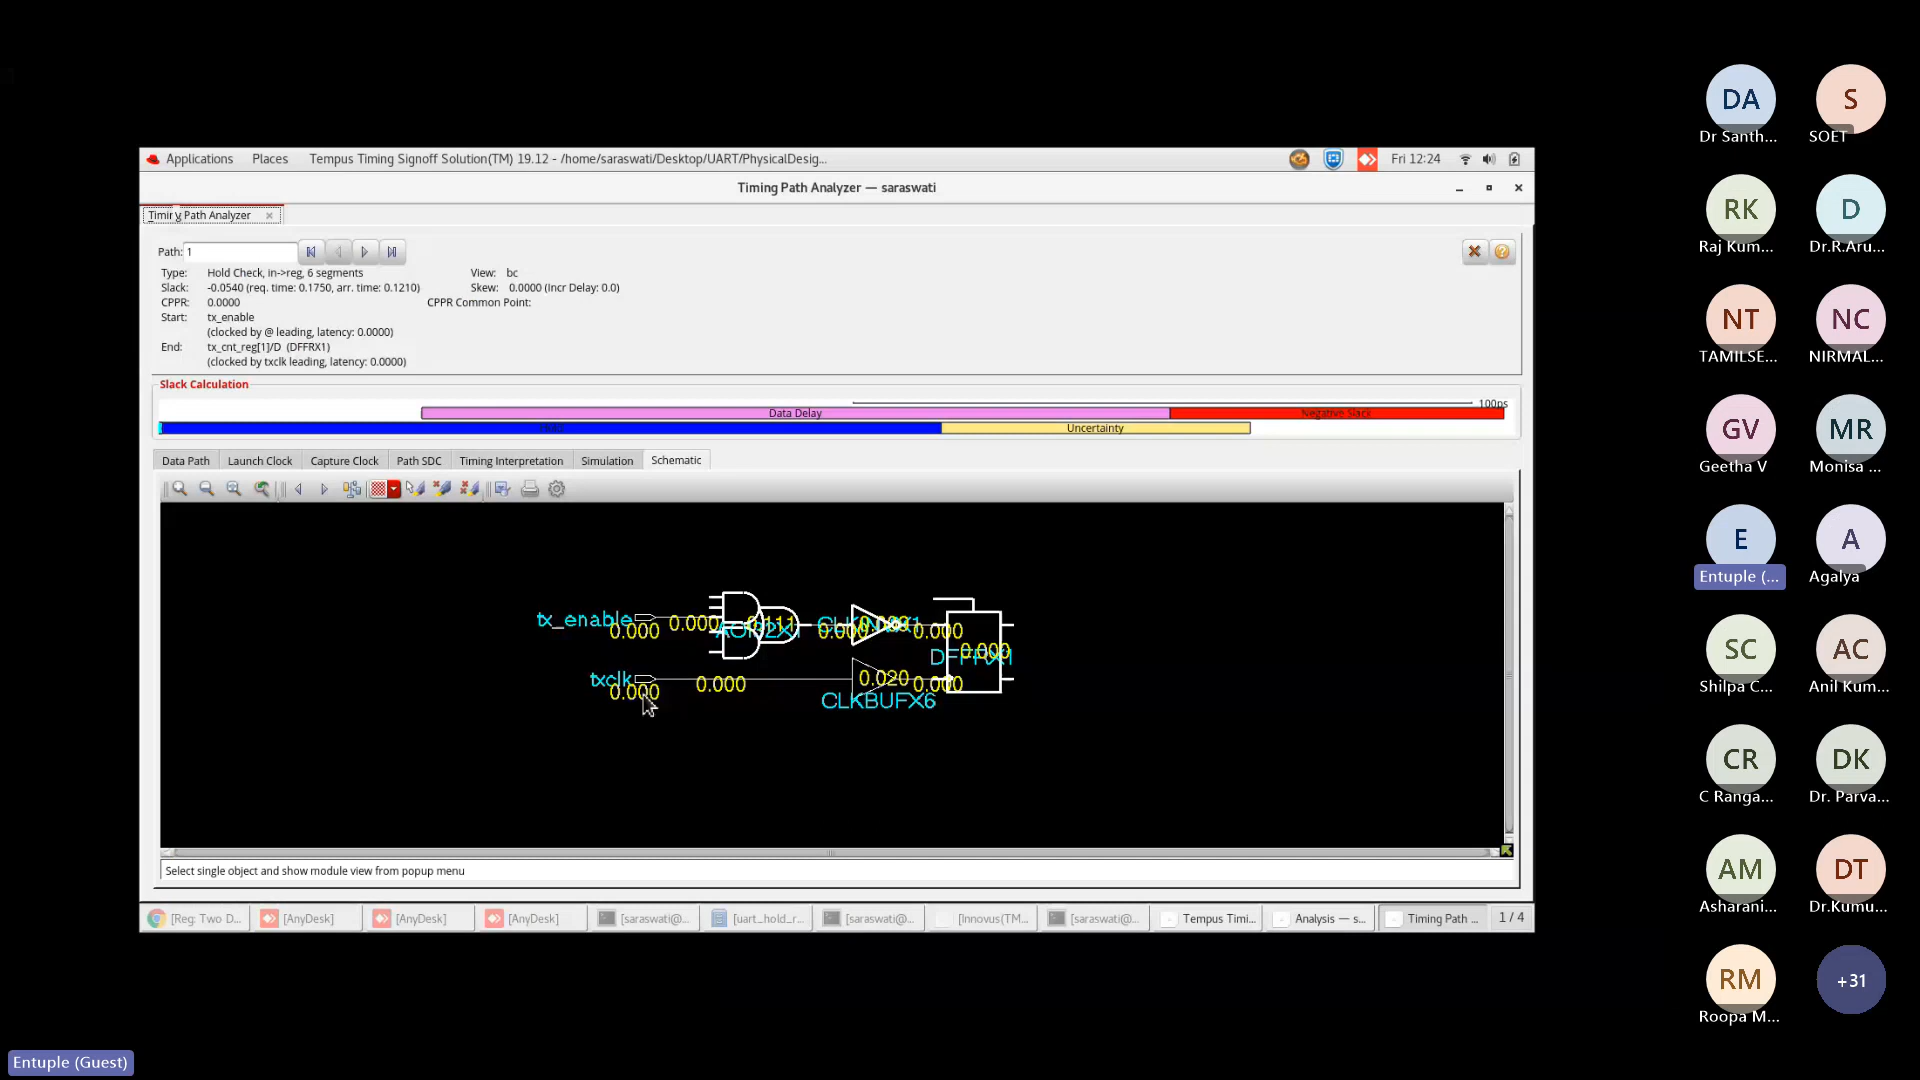 Applications Places Tempus Timing Signoff Solution(TM) 19.12 - /home/saraswati/Desktop/UART/PhysicalDesig... Fri 12:24
Timing Path Analyzer — saraswati
Path: 1
Type: Hold Check, in->reg, 6 segments View: bc
Slack: -0.0540 (req. time: 0.1750, arr. time: 0.1210) Skew: 0.0000 (Incr Delay: 0.0)
CPPR: 0.0000 CPPR Common Point:
Start: tx_enable
(clocked by @ leading, latency: 0.0000)
End: tx_cnt_reg[1]/D (DFFRX1)
(clocked by txclk leading, latency: 0.0000)
Slack Calculation
100ps
Data Delay Negative Slack
Hold Uncertainty
Data Path Launch Clock Capture Clock Path SDC Timing Interpretation Simulation Schematic
tx_enable
0.000 0.000 0.000
txclk
0.000 0.000 0.020 0.000
CLKBUFX6
Select single object and show module view from popup menu
[Reg: Two D... [AnyDesk] [AnyDesk] [AnyDesk] [saraswati@... [uart_hold_r... [saraswati@... [Innovus(TM... [saraswati@... Tempus Timi... Analysis — s... Timing Path ... 1 / 4
DA S
Dr Santh... SOET
RK D
Raj Kum... Dr.R.Aru...
NT NC
TAMILSE... NIRMAL...
GV MR
Geetha V Monisa ...
E A
Entuple (... Agalya
SC AC
Shilpa C... Anil Kum...
CR DK
C Ranga... Dr. Parva...
AM DT
Asharani... Dr.Kumu...
RM +31
Roopa M...
Entuple (Guest)